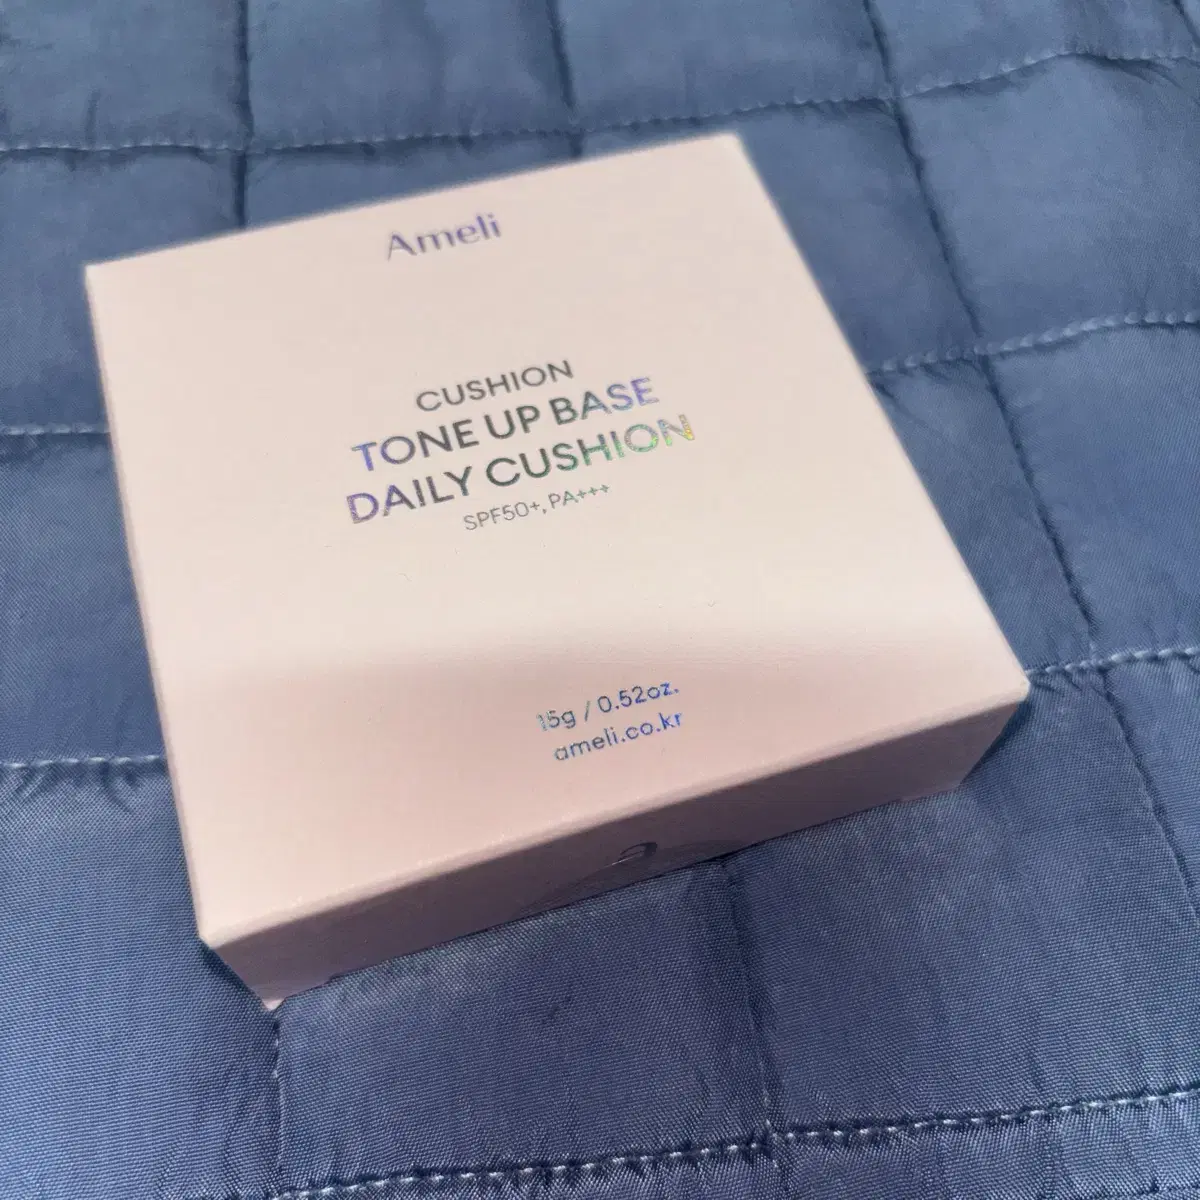 Ameli
CUSHION
TONE UP BASE
DAILY CUSHION
SPF50+, PA+++
15g / 0.52oz.
ameli.co.kr